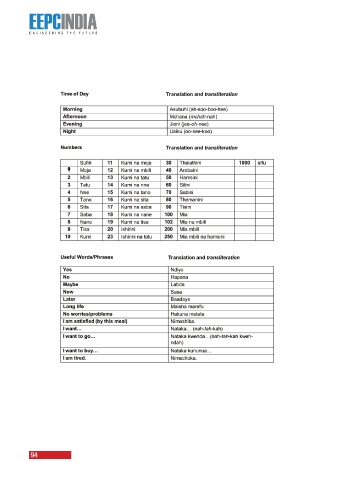 EEPCINDIA
ENGINEERING THE FUTURE
Time of Day Translation and transliteration
Morning Asubuhi (ah-soo-boo-hee)
Afternoon Mchana (mchah-nah)
Evening Jioni (jee-oh-nee)
Night Usiku (oo-see-koo)
Numbers Translation and transliteration
Sufiri 11 Kumi na moja 30 Thelathini 1000 elfu
Moja 12 Kumi na mbili 40 Arobaini
2 Mbili 13 Kumi na tatu 50 Hamsini
3 Tatu 14 Kumi na nne 60 Sitini
4 Nne 15 Kumi na tano 70 Sabini
5 Tano 16 Kumi na sita 80 Themanini
6 Sita 17 Kumi na saba 90 Tisini
7 Saba 18 Kumi na nane 100 Mia
8 Nanu 19 Kumi na tisa 102 Mia na mbili
9 Tisa 20 Ishirini 200 Mia mbili
10 Kumi 23 Ishirini na tatu 250 Mia mbili na hamsini
Useful Words/Phrases Translation and transliteration
Yes Ndiyo
No Hapana
Maybe Labda
Now Sasa
Later Baadaye
Long life Maisha marefu
No worries/problems Hakuna matata
I am satisfied (by this meal) Nimeshiba.
I want… Nataka… (nah-tah-kah)
I want to go… Nataka kwenda…(nah-tah-kah kwen-
ndah)
I want to buy… Nataka kununua…
I am tired. Nimechoka.
94